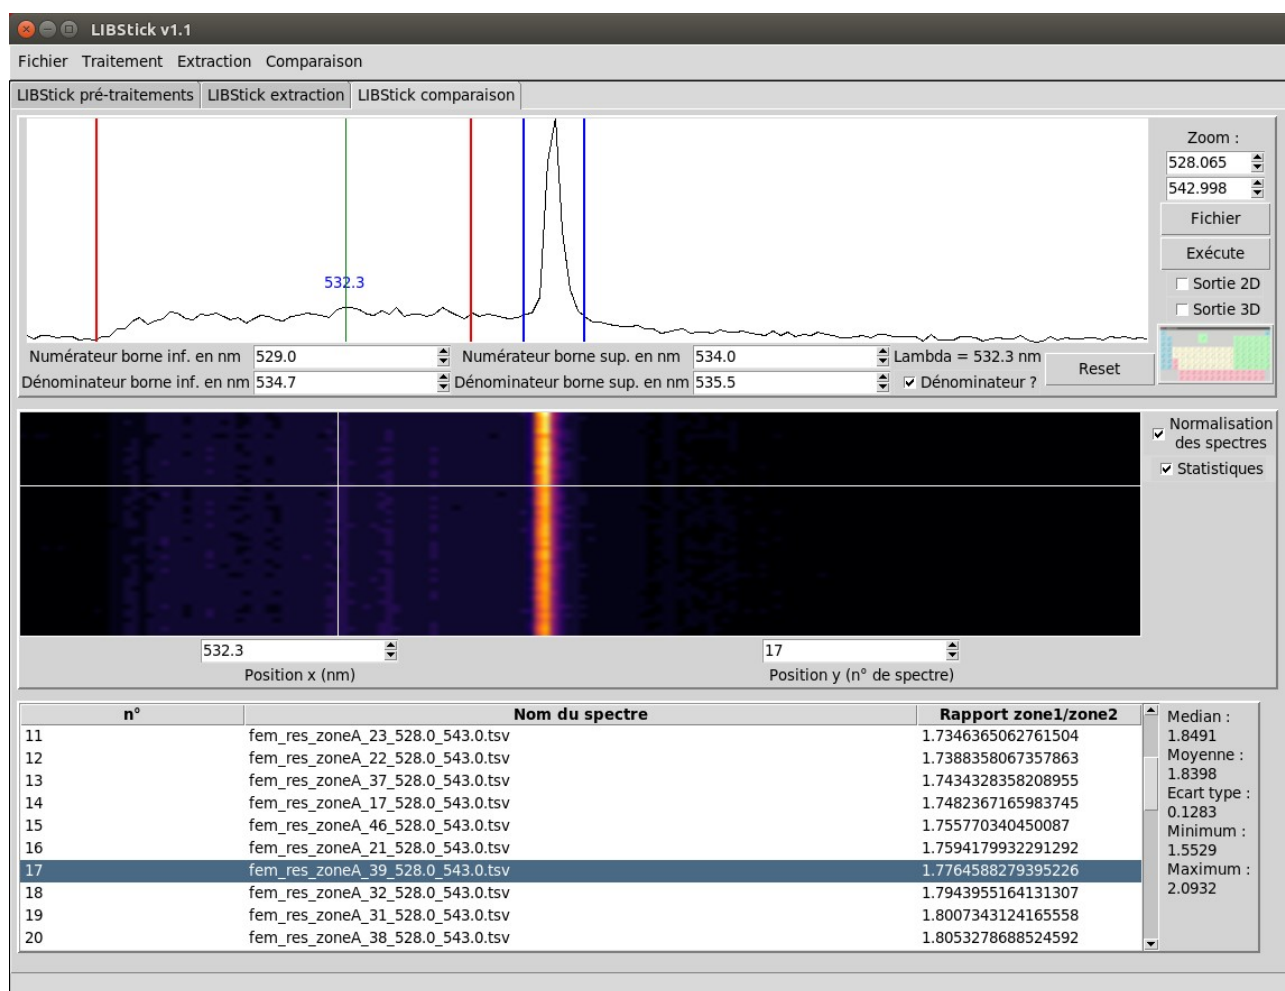 LIBStick v1.1
Fichier Traitement Extraction Comparaison
LIBStick pré-traitements LIBStick extraction LIBStick comparaison
532.3
Zoom :
528.065
542.998
Fichier
Exécute
Sortie 2D
Sortie 3D
Numérateur borne inf. en nm 529.0 Numérateur borne sup. en nm 534.0 Lambda = 532.3 nm
Dénominateur borne inf. en nm 534.7 Dénominateur borne sup. en nm 535.5 Dénominateur ? Reset
Normalisation
des spectres
Statistiques
532.3 17
Position x (nm) Position y (n° de spectre)
n° Nom du spectre Rapport zone1/zone2
11 fem_res_zoneA_23_528.0_543.0.tsv 1.7346365062761504
12 fem_res_zoneA_22_528.0_543.0.tsv 1.7388358067357863
13 fem_res_zoneA_37_528.0_543.0.tsv 1.7434328358208955
14 fem_res_zoneA_17_528.0_543.0.tsv 1.7482367165983745
15 fem_res_zoneA_46_528.0_543.0.tsv 1.755770340450087
16 fem_res_zoneA_21_528.0_543.0.tsv 1.7594179932291292
17 fem_res_zoneA_39_528.0_543.0.tsv 1.7764588279395226
18 fem_res_zoneA_32_528.0_543.0.tsv 1.7943955164131307
19 fem_res_zoneA_31_528.0_543.0.tsv 1.8007343124165558
20 fem_res_zoneA_38_528.0_543.0.tsv 1.8053278688524592
Median :
1.8491
Moyenne :
1.8398
Ecart type :
0.1283
Minimum :
1.5529
Maximum :
2.0932